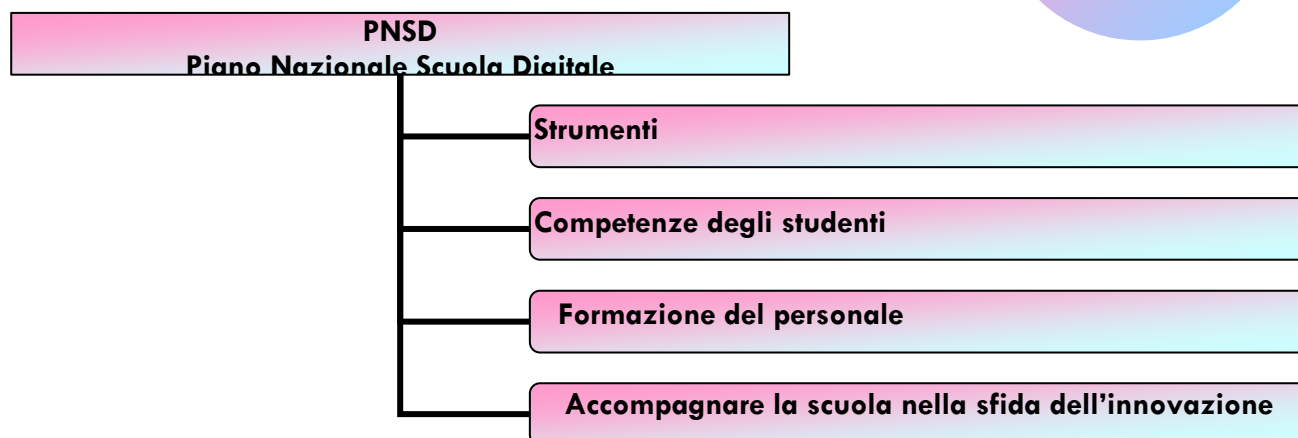 PNSD
Piano Nazionale Scuola Digitale
Strumenti
Competenze degli studenti
Formazione del personale
Accompagnare la scuola nella sfida dell’innovazione